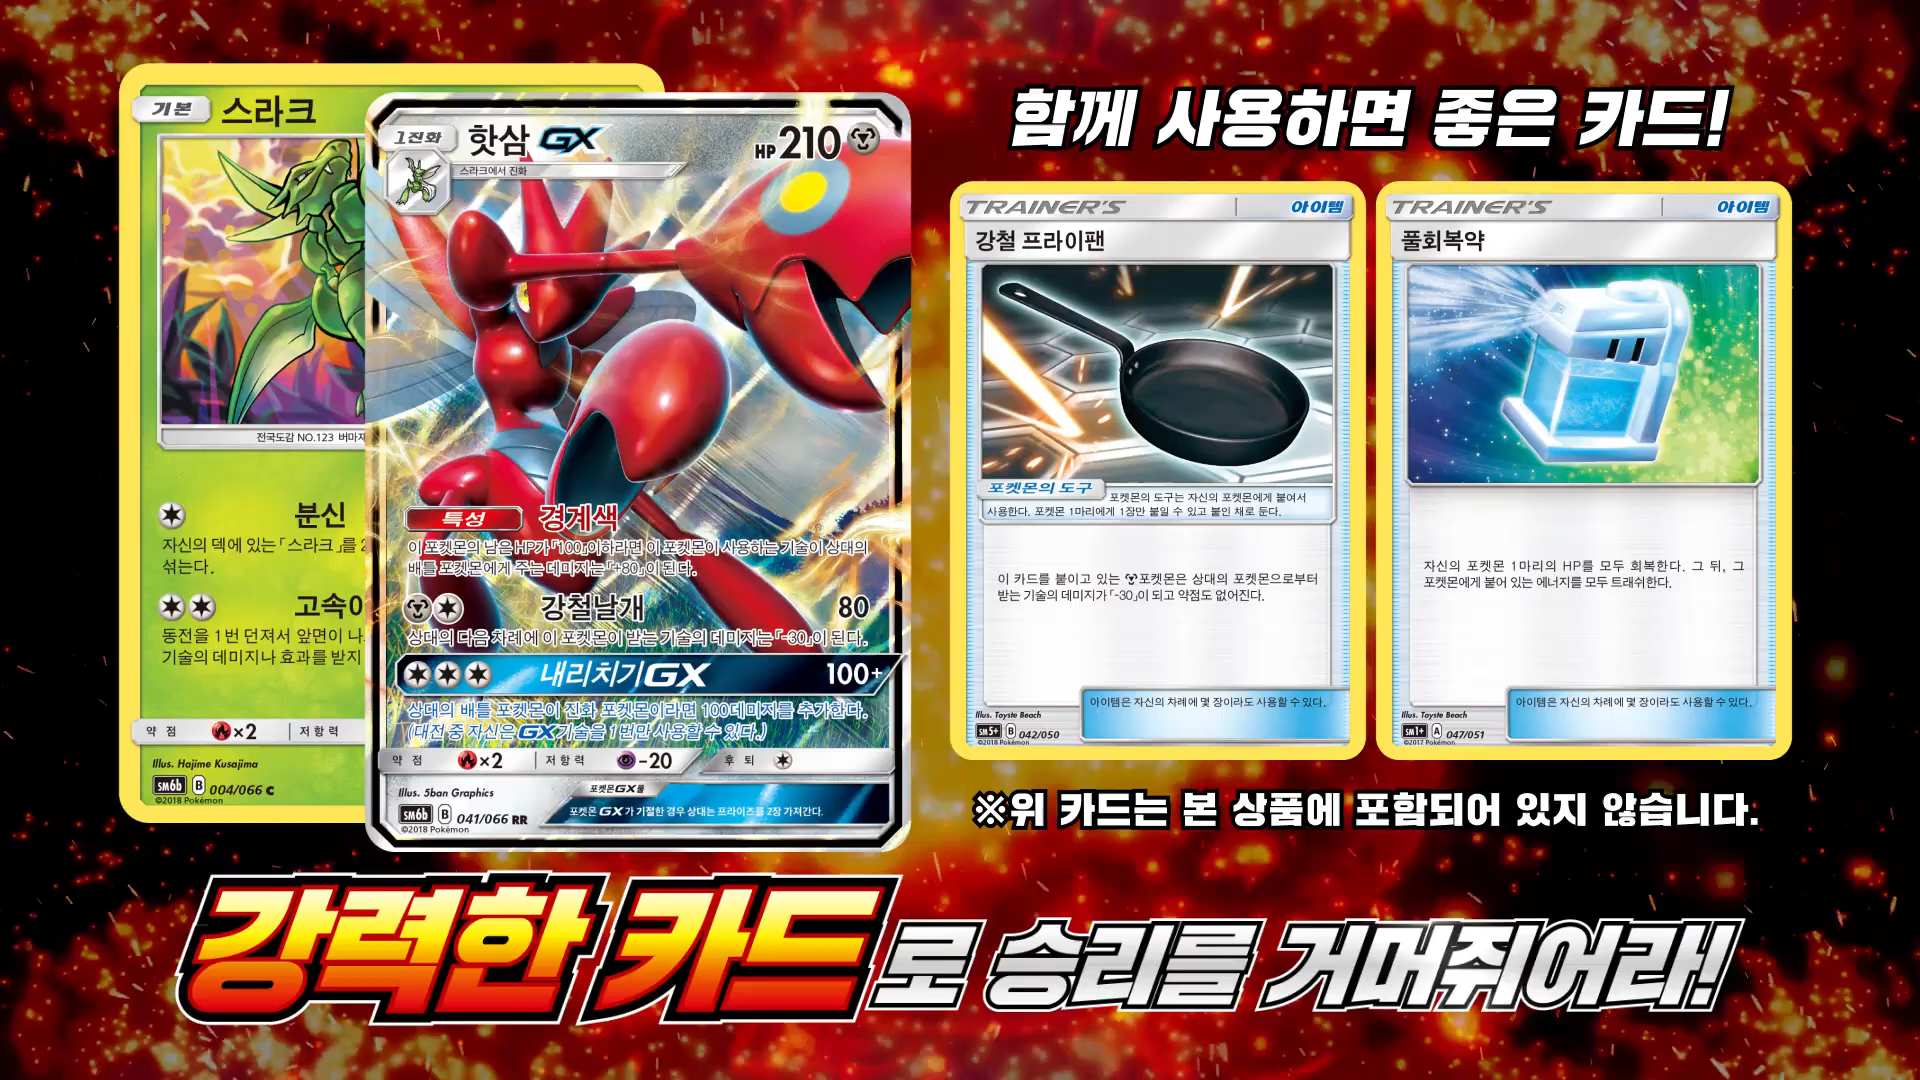 기본 스라크
전국도감 NO.123 버마재
분신
자신의 덱에 있는 「스라크」를 2
섞는다.
고속이
동전을 1번 던져서 앞면이 나
기술의 데미지나 효과를 받지
약점 ×2 저항력
Illus. Hajime Kusajima
sm6b B 004/066 C
©2018 Pokémon
1진화 핫삼 GX HP 210
스라크에서 진화
특성 경계색
이 포켓몬의 남은 HP가 「100」이하라면 이 포켓몬이 사용하는 기술이 상대의
배틀 포켓몬에게 주는 데미지는 「+80」이 된다.
강철날개 80
상대의 다음 차례에 이 포켓몬이 받는 기술의 데미지는 「-30」이 된다.
내리치기GX 100+
상대의 배틀 포켓몬이 진화 포켓몬이라면 100데미지를 추가한다.
(대전 중 자신은 GX기술을 1번만 사용할 수 있다.)
약점 ×2 저항력 -20 후퇴
Illus. 5ban Graphics
포켓몬GX룰
포켓몬 GX가 기절한 경우 상대는 프라이즈를 2장 가져간다.
sm6b B 041/066 RR
©2018 Pokémon
함께 사용하면 좋은 카드!
TRAINER'S 아이템
강철 프라이팬
포켓몬의 도구 포켓몬의 도구는 자신의 포켓몬에게 붙여서
사용한다. 포켓몬 1마리에게 1장만 붙일 수 있고 붙인 채로 둔다.
이 카드를 붙이고 있는 포켓몬은 상대의 포켓몬으로부터
받는 기술의 데미지가 「-30」이 되고 약점도 없어진다.
아이템은 자신의 차례에 몇 장이라도 사용할 수 있다.
Illus. Toyste Beach
SM5+ B 042/050
©2018 Pokémon
TRAINER'S 아이템
풀회복약
자신의 포켓몬 1마리의 HP를 모두 회복한다. 그 뒤, 그
포켓몬에게 붙어 있는 에너지를 모두 트래쉬한다.
아이템은 자신의 차례에 몇 장이라도 사용할 수 있다.
Illus. Toyste Beach
SM1+ A 047/051
©2017 Pokémon
※위 카드는 본 상품에 포함되어 있지 않습니다.
강력한 카드로 승리를 거머쥐어라!